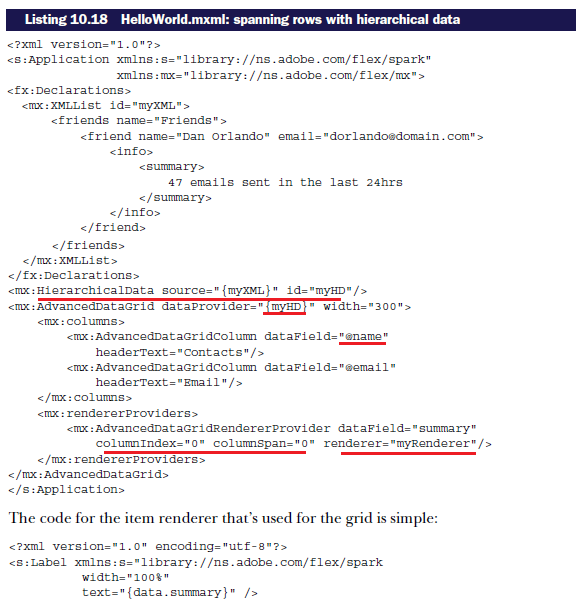 Listing 10.18 HelloWorld.mxml: spanning rows with hierarchical data
<?xml version="1.0"?>
<s:Application xmlns:s="library://ns.adobe.com/flex/spark"
xmlns:mx="library://ns.adobe.com/flex/mx">
<fx:Declarations>
<mx:XMLList id="myXML">
<friends name="Friends">
<friend name="Dan Orlando" email="dorlando@domain.com">
<info>
<summary>
47 emails sent in the last 24hrs
</summary>
</info>
</friend>
</friends>
</mx:XMLList>
</fx:Declarations>
<mx:HierarchicalData source="{myXML}" id="myHD"/>
<mx:AdvancedDataGrid dataProvider="{myHD}" width="300">
<mx:columns>
<mx:AdvancedDataGridColumn dataField="@name"
headerText="Contacts"/>
<mx:AdvancedDataGridColumn dataField="@email"
headerText="Email"/>
</mx:columns>
<mx:rendererProviders>
<mx:AdvancedDataGridRendererProvider dataField="summary"
columnIndex="0" columnSpan="0" renderer="myRenderer"/>
</mx:rendererProviders>
</mx:AdvancedDataGrid>
</s:Application>
The code for the item renderer that's used for the grid is simple:
<?xml version="1.0" encoding="utf-8"?>
<s:Label xmlns:s="library://ns.adobe.com/flex/spark
width="100%"
text="{data.summary}" />